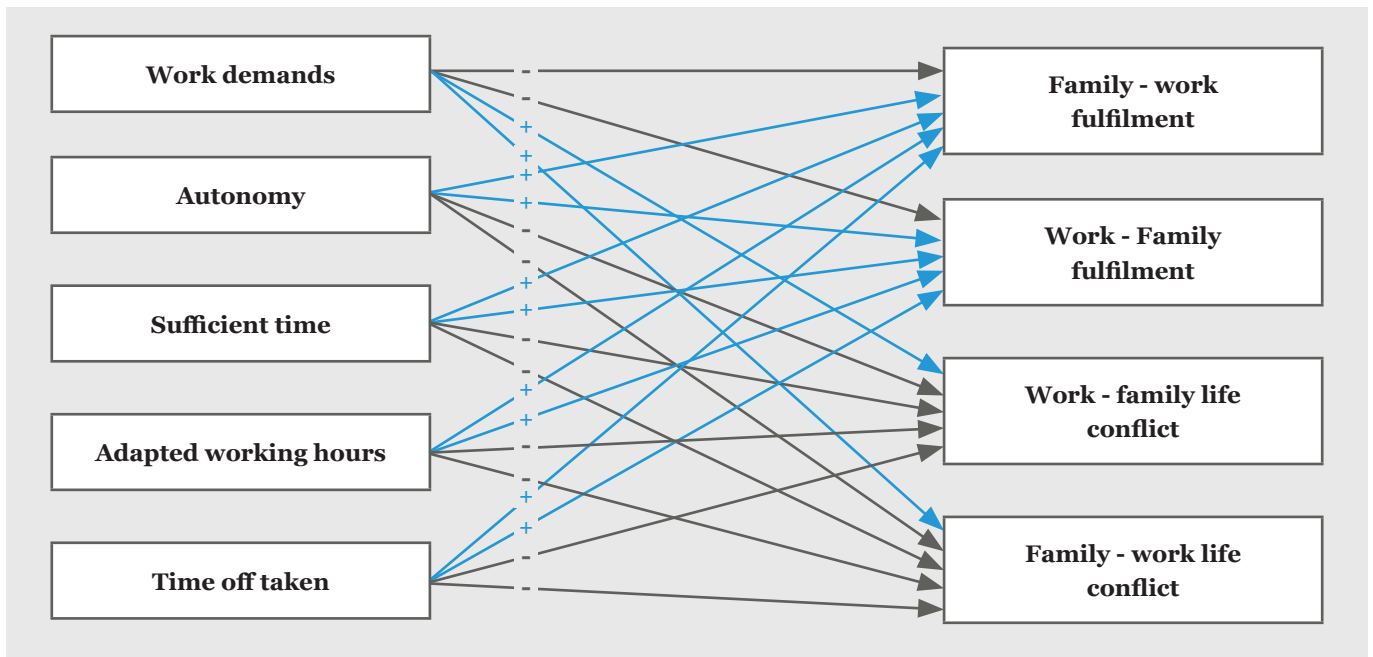 Work demands
Autonomy
Sufficient time
Adapted working hours
Time off taken
-
-
+
+
+
+
-
-
+
+
-
-
+
+
-
-
+
+
-
-
Family - work
fulfilment
Work - Family
fulfilment
Work - family life
conflict
Family - work life
conflict